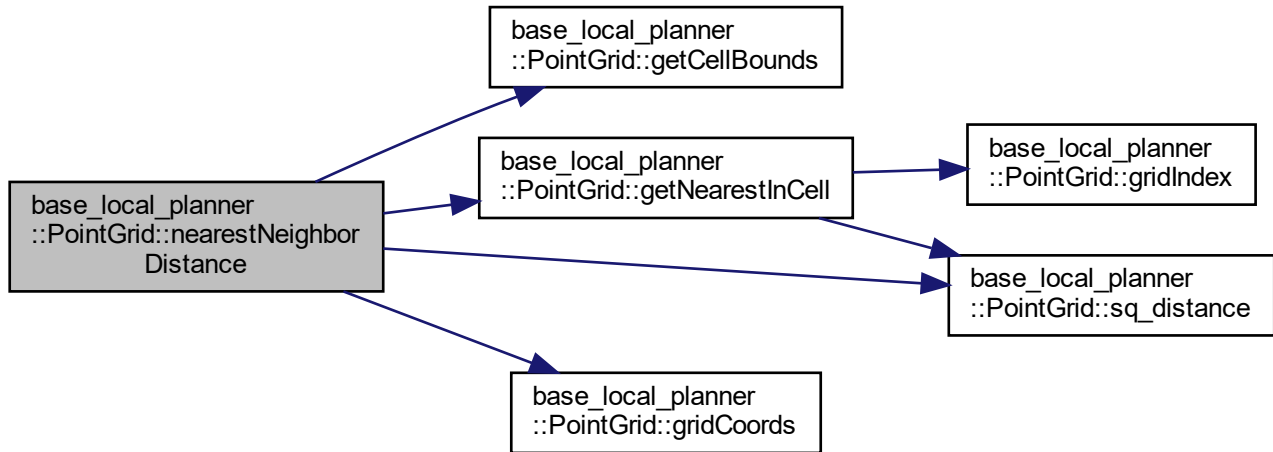 base_local_planner
::PointGrid::getCellBounds
base_local_planner
::PointGrid::getNearestInCell
base_local_planner
::PointGrid::gridIndex
base_local_planner
::PointGrid::nearestNeighbor
Distance
base_local_planner
::PointGrid::sq_distance
base_local_planner
::PointGrid::gridCoords